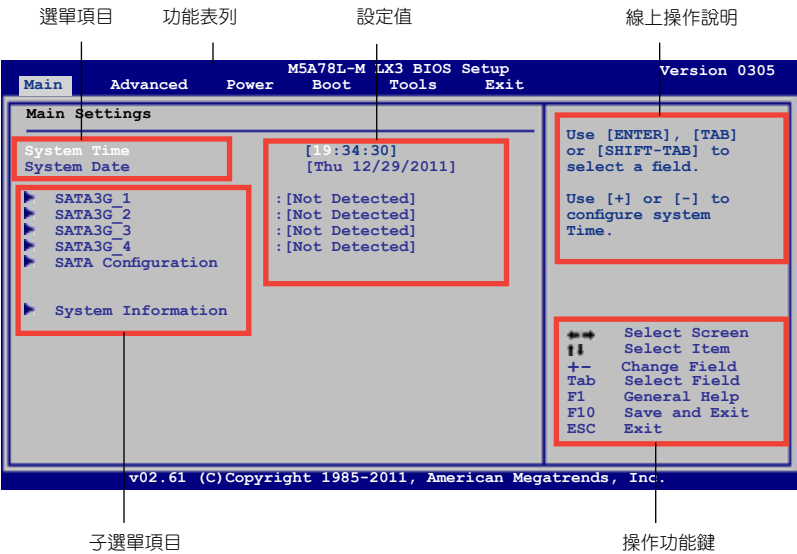 選單項目 功能表列 設定值 線上操作說明
M5A78L-M LX3 BIOS Setup Version 0305
Main Advanced Power Boot Tools Exit
Main Settings
System Time [19:34:30]
System Date [Thu 12/29/2011]
SATA3G_1 :[Not Detected]
SATA3G_2 :[Not Detected]
SATA3G_3 :[Not Detected]
SATA3G_4 :[Not Detected]
SATA Configuration
System Information
Use [ENTER], [TAB]
or [SHIFT-TAB] to
select a field.
Use [+] or [-] to
configure system
Time.
←→ Select Screen
↑↓ Select Item
+- Change Field
Tab Select Field
F1 General Help
F10 Save and Exit
ESC Exit
v02.61 (C)Copyright 1985-2011, American Megatrends, Inc.
子選單項目 操作功能鍵